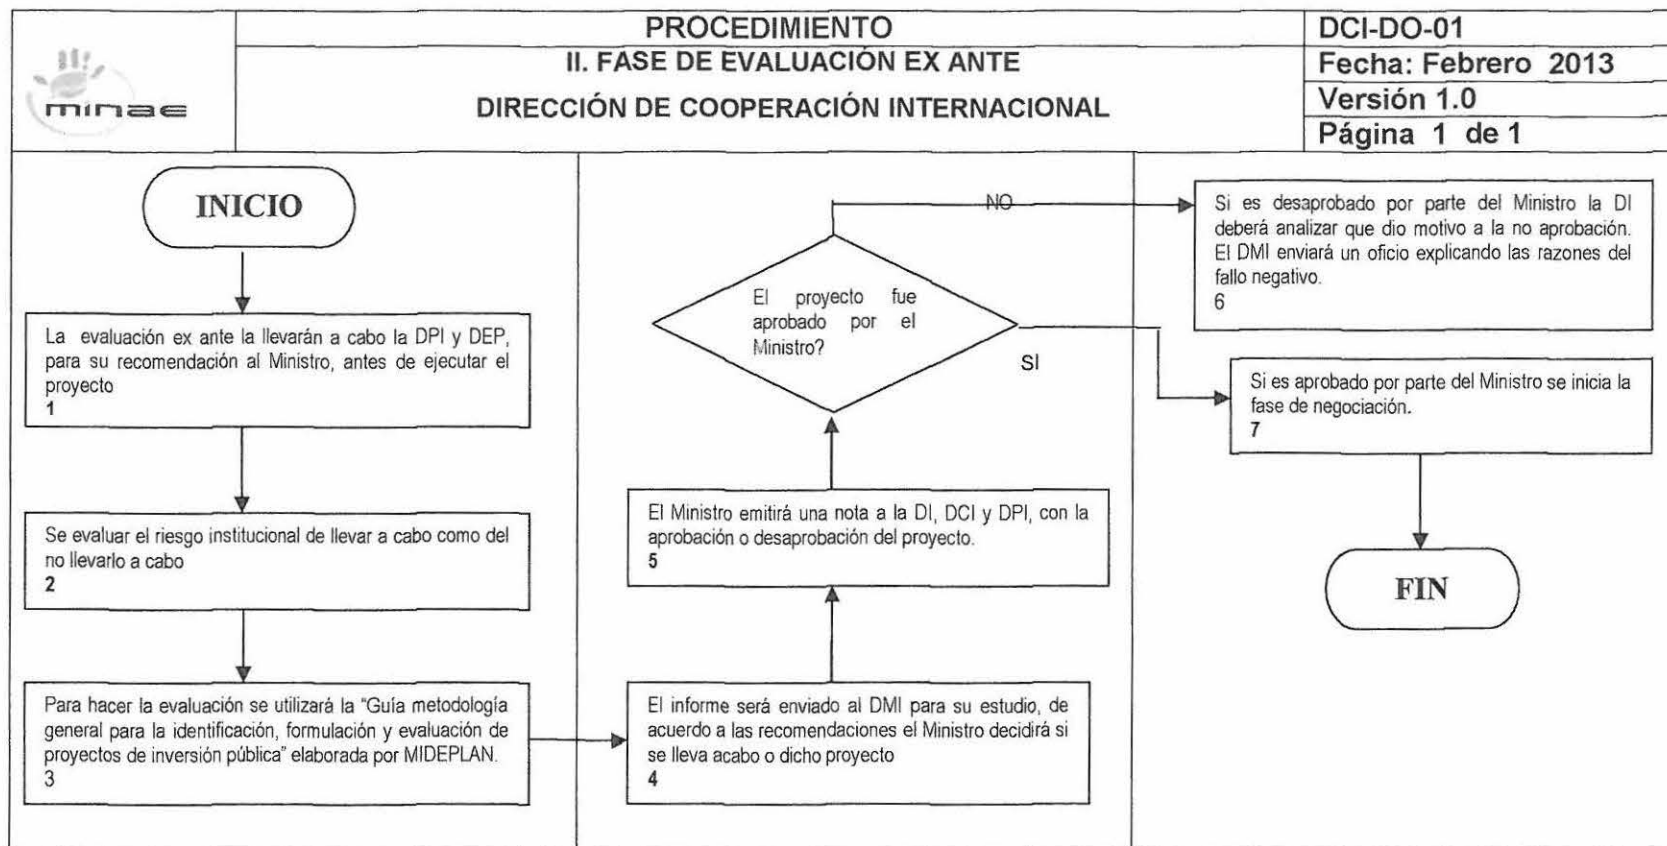 minae
PROCEDIMIENTO
II. FASE DE EVALUACIÓN EX ANTE
DIRECCIÓN DE COOPERACIÓN INTERNACIONAL
DCI-DO-01
Fecha: Febrero 2013
Versión 1.0
Página 1 de 1
INICIO
La evaluación ex ante la llevarán a cabo la DPI y DEP,
para su recomendación al Ministro, antes de ejecutar el
proyecto
1
Se evaluar el riesgo institucional de llevar a cabo como del
no llevarlo a cabo
2
Para hacer la evaluación se utilizará la "Guía metodología
general para la identificación, formulación y evaluación de
proyectos de inversión pública" elaborada por MIDEPLAN.
3
El informe será enviado al DMI para su estudio, de
acuerdo a las recomendaciones el Ministro decidirá si
se lleva acabo o dicho proyecto
4
El Ministro emitirá una nota a la DI, DCI y DPI, con la
aprobación o desaprobación del proyecto.
5
El proyecto fue
aprobado por el
Ministro?
NO
SI
Si es desaprobado por parte del Ministro la DI
deberá analizar que dio motivo a la no aprobación.
El DMI enviará un oficio explicando las razones del
fallo negativo.
6
Si es aprobado por parte del Ministro se inicia la
fase de negociación.
7
FIN